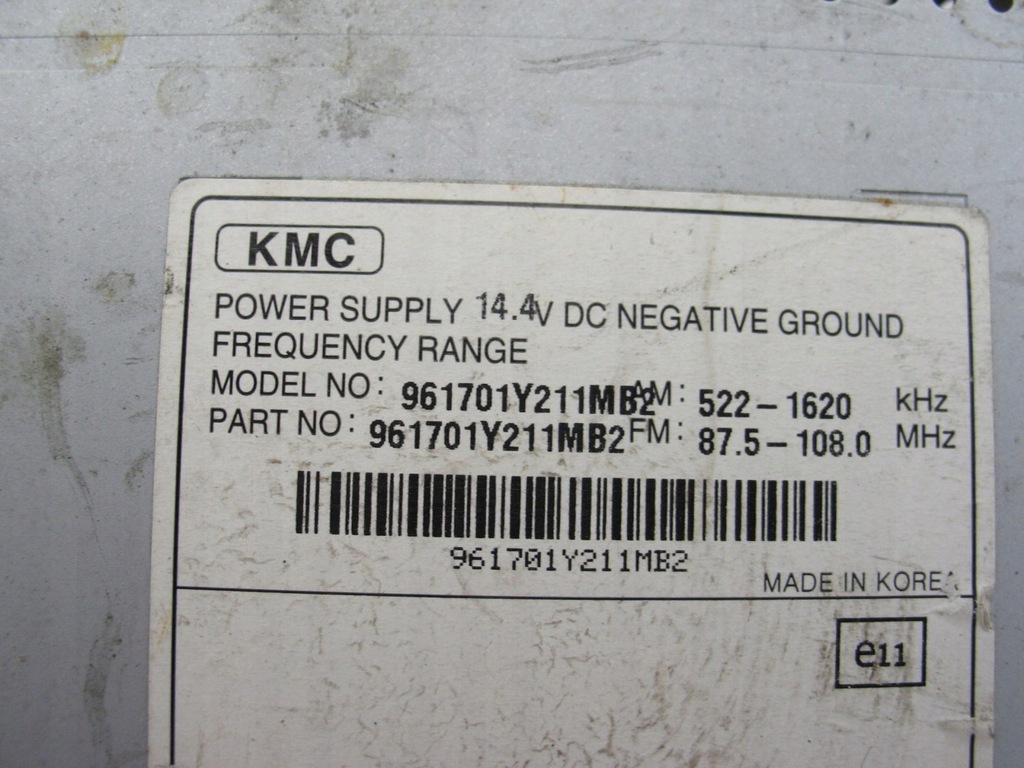 KMC
POWER SUPPLY 14.4V DC NEGATIVE GROUND
FREQUENCY RANGE
MODEL NO: 961701Y211MB2 AM: 522-1620 kHz
PART NO: 961701Y211MB2 FM: 87.5-108.0 MHz
961701Y211MB2
MADE IN KOREA
e11